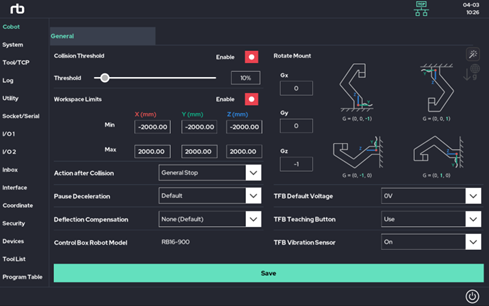 rb
04-03
10:26
Cobot
System
Tool/TCP
Log
Utility
Socket/Serial
I/O 1
I/O 2
Inbox
Interface
Coordinate
Security
Devices
Tool List
Program Table
General
Collision Threshold
Enable
Threshold
10%
Workspace Limits
Enable
X (mm)
Y (mm)
Z (mm)
Min
-2000.00
-2000.00
-2000.00
Max
2000.00
2000.00
2000.00
Action after Collision
General Stop
Pause Deceleration
Default
Deflection Compensation
None (Default)
Control Box Robot Model
RB16-900
Rotate Mount
Gx
0
Gy
0
Gz
-1
G = (0, 0, -1)
G = (0, 0, 1)
G = (0, -1, 0)
G = (0, 1, 0)
TFB Default Voltage
0V
TFB Teaching Button
Use
TFB Vibration Sensor
On
Save